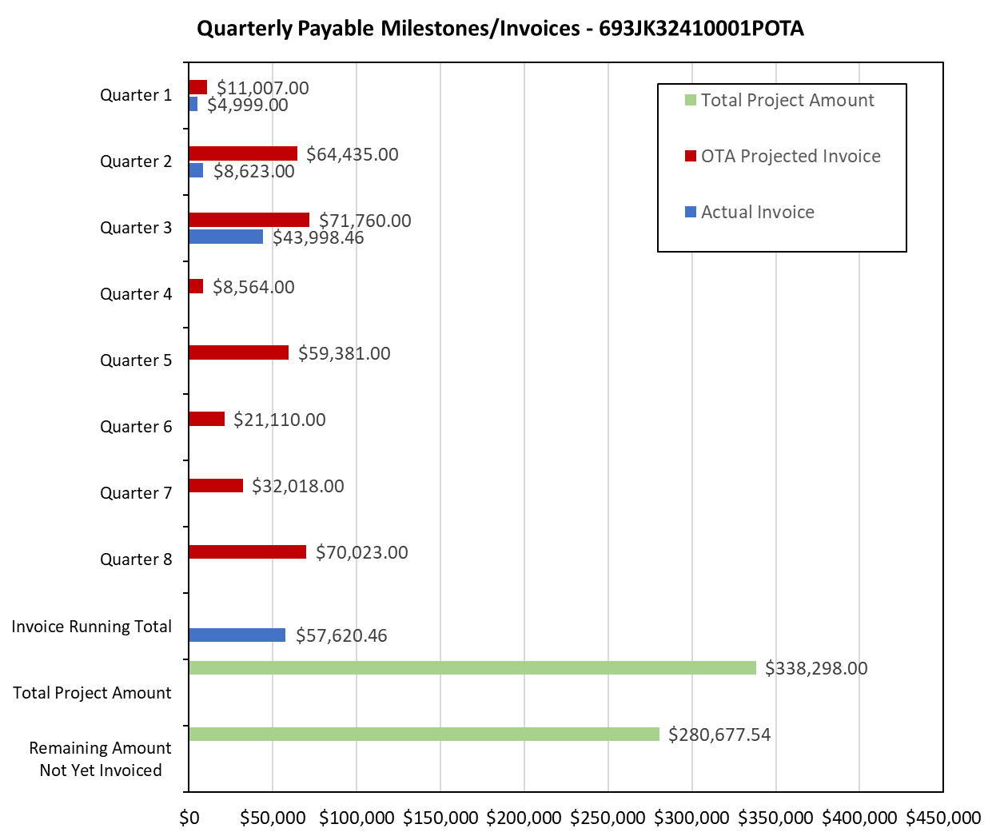 Quarterly Payable Milestones/Invoices - 693JK32410001POTA
Total Project Amount
OTA Projected Invoice
Actual Invoice
Quarter 1
$11,007.00
$4,999.00
Quarter 2
$64,435.00
$8,623.00
Quarter 3
$71,760.00
$43,998.46
Quarter 4
$8,564.00
Quarter 5
$59,381.00
Quarter 6
$21,110.00
Quarter 7
$32,018.00
Quarter 8
$70,023.00
Invoice Running Total
$57,620.46
Total Project Amount
$338,298.00
Remaining Amount
Not Yet Invoiced
$280,677.54
$0 $50,000 $100,000 $150,000 $200,000 $250,000 $300,000 $350,000 $400,000 $450,000